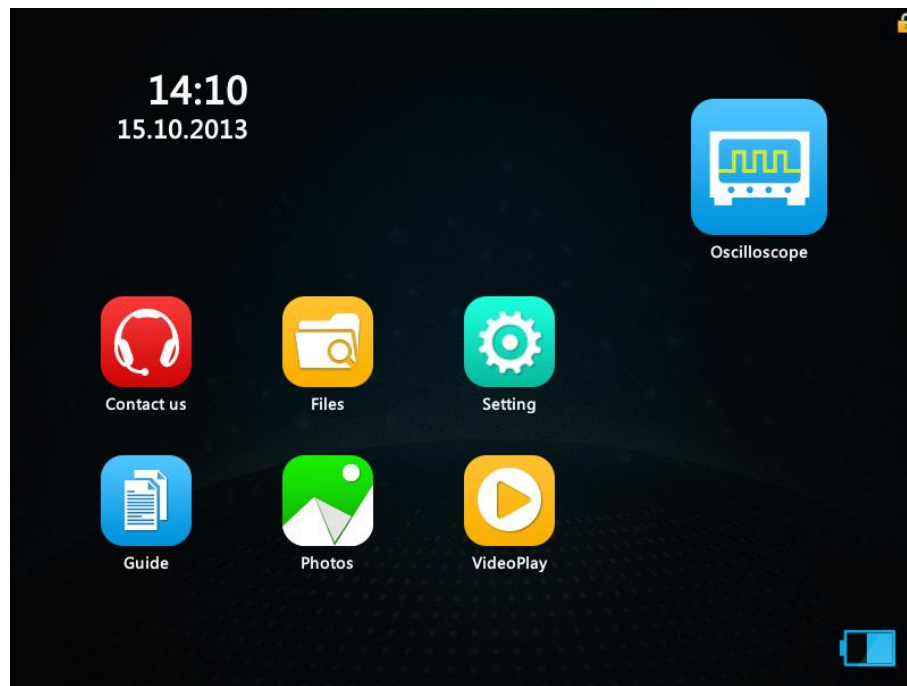 14:10
15.10.2013
Oscilloscope
Contact us
Files
Setting
Guide
Photos
VideoPlay